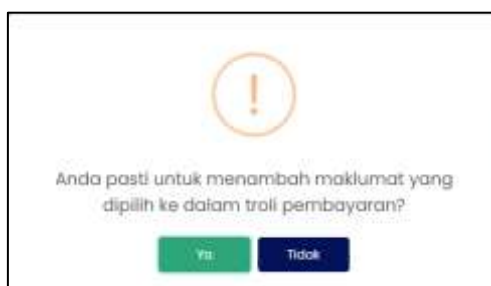 !
Anda pasti untuk menambah maklumat yang
dipilih ke dalam troli pembayaran?
Ya Tidak